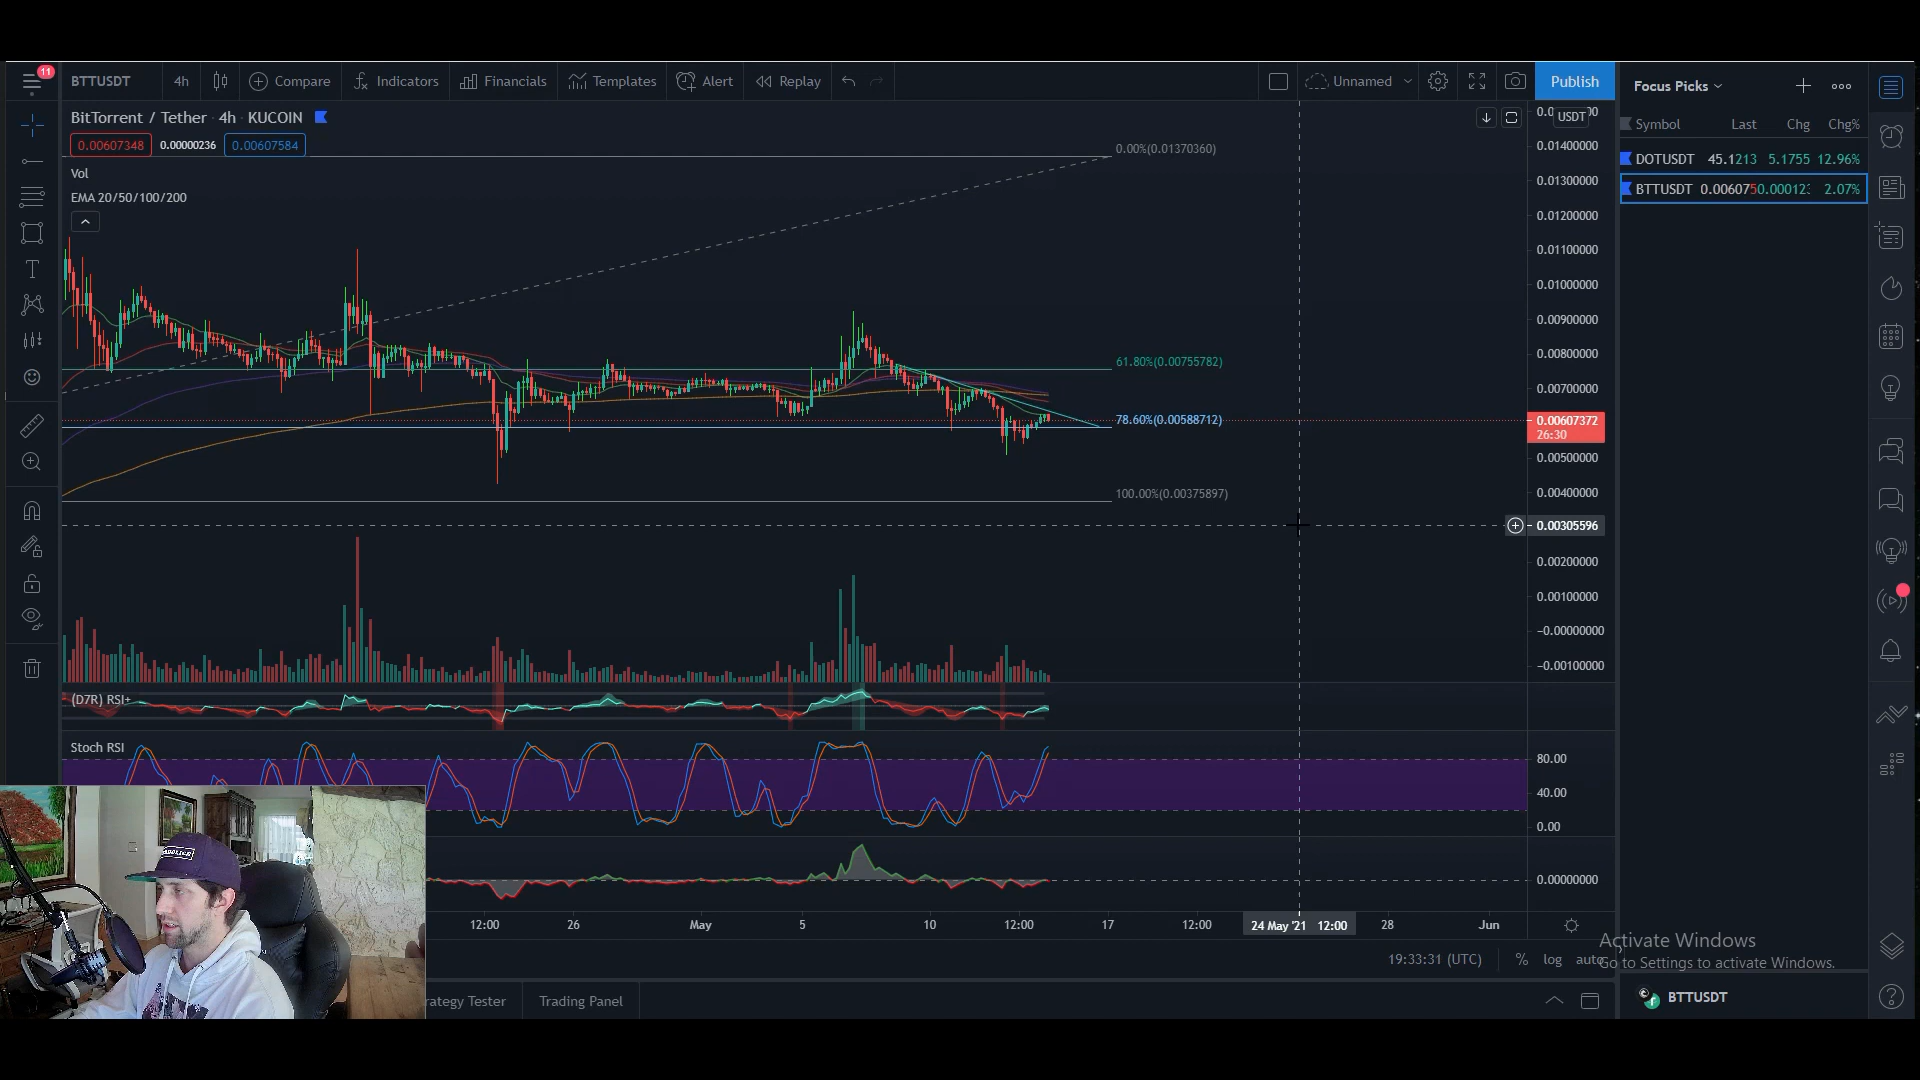 11
BTTUSDT 4h Compare Indicators Financials Templates Alert Replay Unnamed Publish
Focus Picks
Symbol Last Chg Chg%
DOTUSDT 45.1213 5.1755 12.96%
BTTUSDT 0.006075 0.000123 2.07%
BitTorrent / Tether · 4h · KUCOIN
0.00607348 0.00000236 0.00607584
Vol
EMA 20/50/100/200
USDT
0.01400000
0.01300000
0.01200000
0.01100000
0.01000000
0.00900000
0.00800000
0.00700000
0.00607372
26:30
0.00500000
0.00400000
0.00305596
0.00200000
0.00100000
−0.00000000
−0.00100000
0.00%(0.01370360)
61.80%(0.00755782)
78.60%(0.00588712)
100.00%(0.00375897)
(D7R) RSI+
Stoch RSI
80.00
40.00
0.00
0.00000000
12:00 26 May 5 10 12:00 17 12:00 24 May '21 12:00 28 Jun
19:33:31 (UTC) % log auto
Activate Windows
Go to Settings to activate Windows.
rategy Tester Trading Panel
BTTUSDT